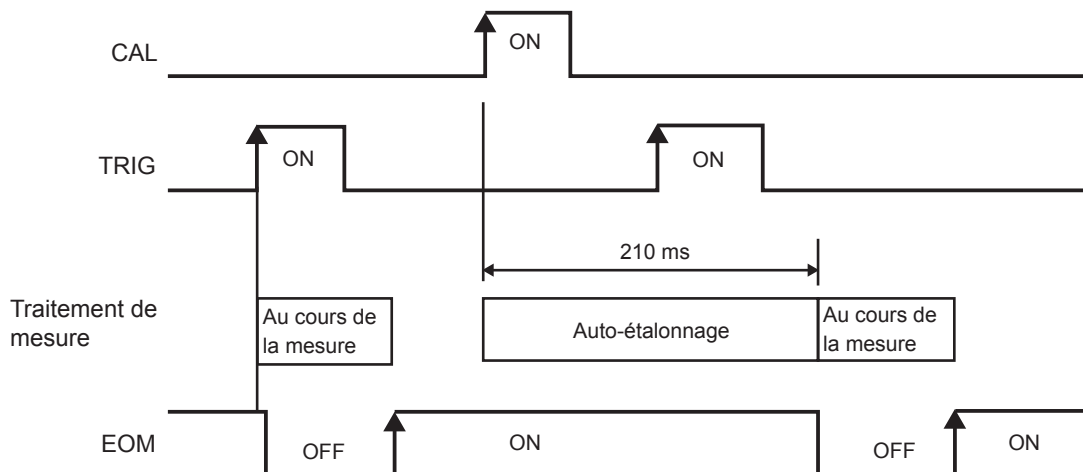 CAL
ON
TRIG
ON
ON
210 ms
Traitement de
mesure
Au cours de
la mesure
Auto-étalonnage
Au cours de
la mesure
EOM
OFF
ON
OFF
ON